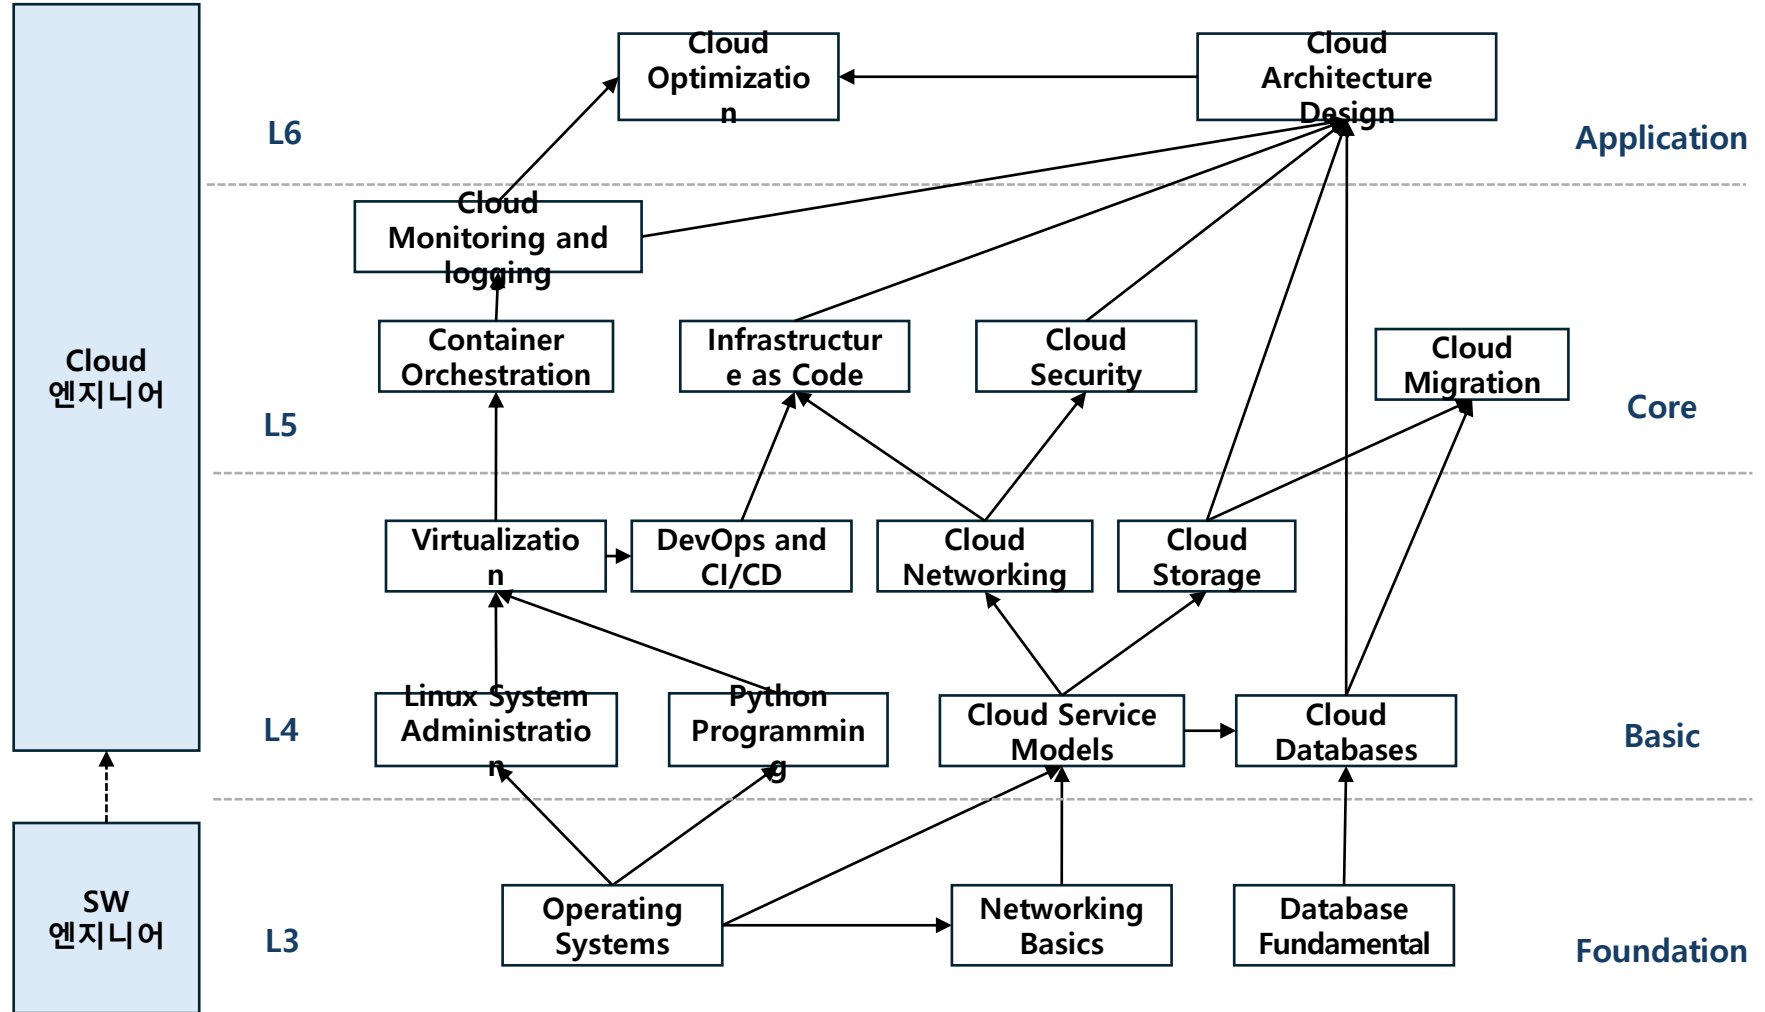 Cloud
Optimizatio
n
Cloud
Architecture
Design
L6
Application
Cloud
Monitoring and
logging
Container
Orchestration
Infrastructur
e as Code
Cloud
Security
Cloud
Migration
Cloud
엔지니어
L5
Core
Virtualizatio
n
DevOps and
CI/CD
Cloud
Networking
Cloud
Storage
Linux System
Administratio
n
Python
Programmin
g
Cloud Service
Models
Cloud
Databases
L4
Basic
SW
엔지니어
Operating
Systems
Networking
Basics
Database
Fundamental
L3
Foundation